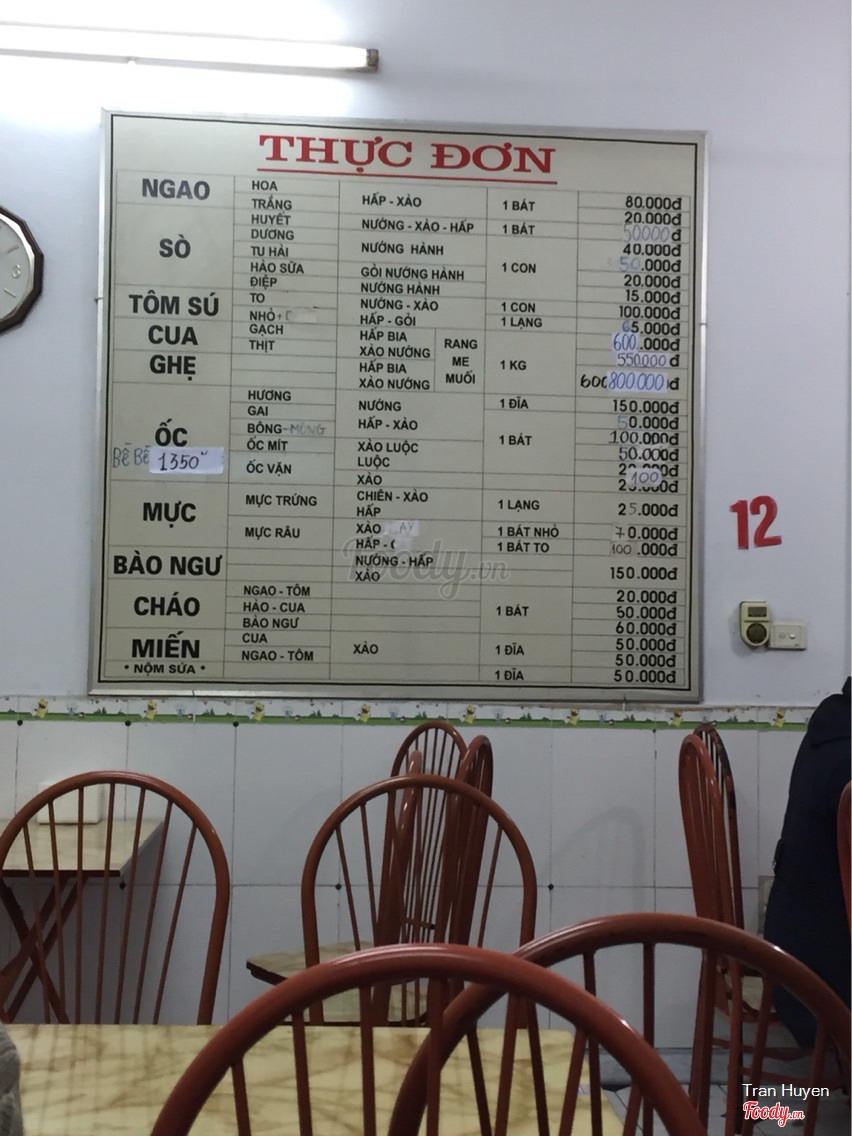 THỰC ĐƠN
NGAO HOA HẤP - XÀO 1 BÁT 80.000đ
TRẮNG 20.000đ
SÒ HUYẾT NƯỚNG - XÀO - HẤP 1 BÁT 50000đ
DƯƠNG NƯỚNG HÀNH 1 CON 40.000đ
TU HÀI 50.000đ
HÀO SỮA GỎI NƯỚNG HÀNH 20.000đ
ĐIỆP NƯỚNG HÀNH 15.000đ
TÔM SÚ TO NƯỚNG - XÀO 1 CON 100.000đ
NHỎ HẤP - GỎI 1 LẠNG 5.000đ
CUA GẠCH HẤP BIA RANG ME MUỐI 1 KG 600.000đ
THỊT XÀO NƯỚNG 550000đ
GHẸ HẤP BIA 600 800.000đ
XÀO NƯỚNG
ỐC HƯƠNG NƯỚNG 1 ĐĨA 150.000đ
GAI HẤP - XÀO 1 BÁT 50.000đ
BÔNG-MÓNG 100.000đ
ỐC MÍT XÀO LUỘC 50.000đ
BỀ BỀ 1350
ỐC VẶN LUỘC 100
XÀO
MỰC MỰC TRỨNG CHIÊN - XÀO 1 LẠNG 25.000đ
HẤP
MỰC RÂU XÀO 1 BÁT NHỎ 70.000đ
HẤP - 1 BÁT TO 100.000đ
BÀO NGƯ NƯỚNG - HẤP 150.000đ
XÀO
CHÁO NGAO - TÔM 1 BÁT 20.000đ
HÀO - CUA 50.000đ
BÀO NGƯ 60.000đ
MIẾN CUA XÀO 1 ĐĨA 50.000đ
NGAO - TÔM 50.000đ
* NỘM SỨA * 1 ĐĨA 50.000đ
12
Foody.vn
Tran Huyen
Foody.vn